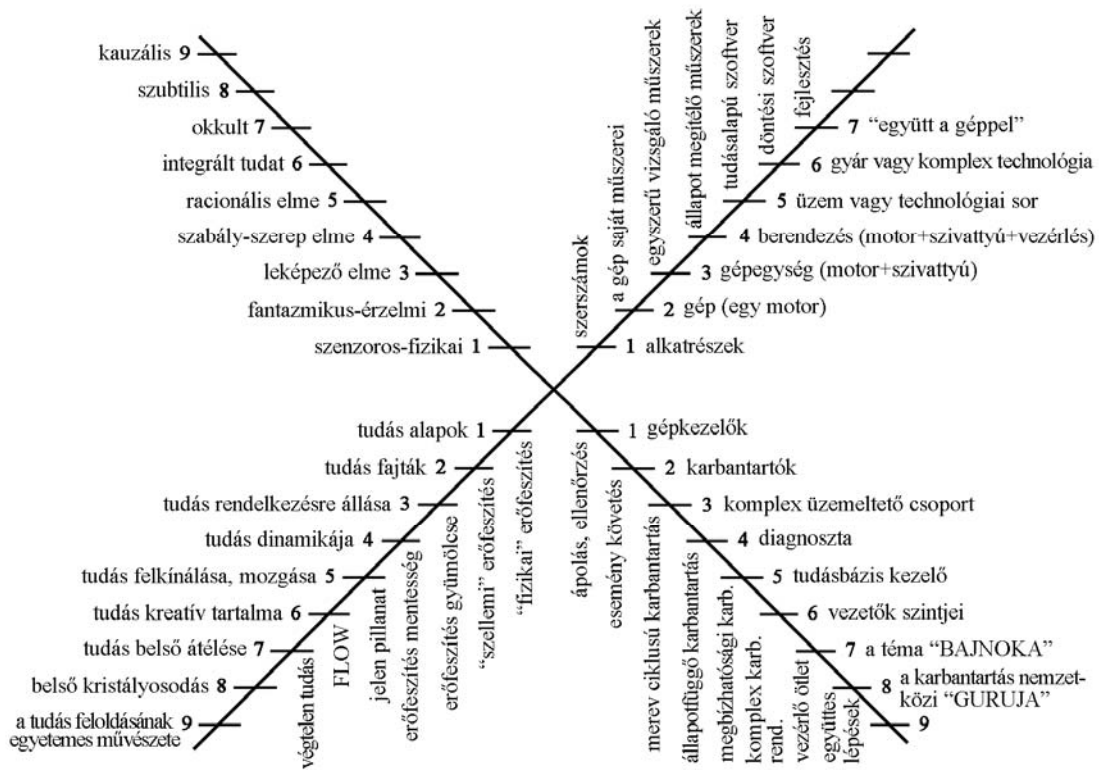 kauzális 9
szubtilis 8
okkult 7
integrált tudat 6
racionális elme 5
szabály-szerep elme 4
leképező elme 3
fantazmikus-érzelmi 2
szenzoros-fizikai 1
szerszámok
a gép saját műszerei
egyszerű vizsgáló műszerek
állapot megítélő műszerek
tudásalapú szoftver
döntési szoftver
fejlesztés
7 “együtt a géppel”
6 gyár vagy komplex technológia
5 üzem vagy technológiai sor
4 berendezés (motor+szivattyú+vezérlés)
3 gépegység (motor+szivattyú)
2 gép (egy motor)
1 alkatrészek
tudás alapok 1
tudás fajták 2
tudás rendelkezésre állása 3
tudás dinamikája 4
tudás felkínálása, mozgása 5
tudás kreatív tartalma 6
tudás belső átélése 7
belső kristályosodás 8
a tudás feloldásának 9
egyetemes művészete
végtelen tudás
FLOW
jelen pillanat
erőfeszítés mentesség
erőfeszítés gyümölcse
“szellemi” erőfeszítés
“fizikai” erőfeszítés
1 gépkezelők
2 karbantartók
3 komplex üzemeltető csoport
4 diagnoszta
5 tudásbázis kezelő
6 vezetők szintjei
7 a téma “BAJNOKA”
8 a karbantartás nemzet-
közi “GURUJA”
9
ápolás, ellenőrzés
esemény követés
merev ciklusú karbantartás
állapotfüggő karbantartás
megbízhatósági karb.
komplex karb.
rend.
vezérlő ötlet
együttes
lépések